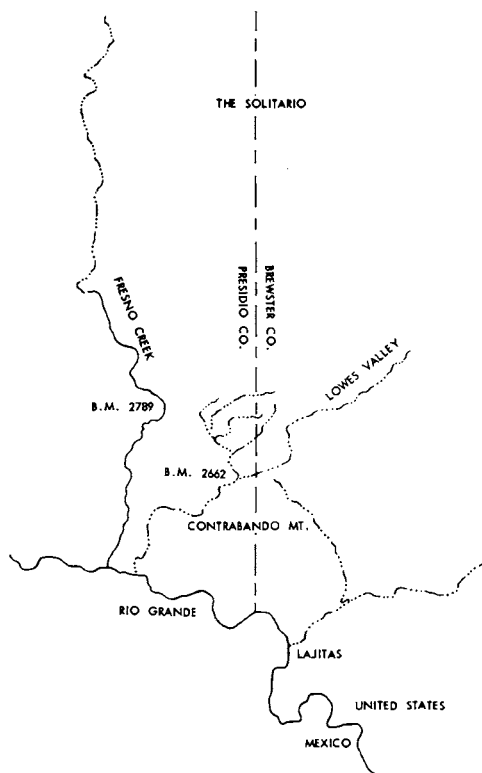 THE SOLITARIO
BREWSTER CO.
PRESIDIO CO.
FRESNO CREEK
LOWES VALLEY
B.M. 2789
B.M. 2662
CONTRABANDO MT.
RIO GRANDE
LAJITAS
UNITED STATES
MEXICO